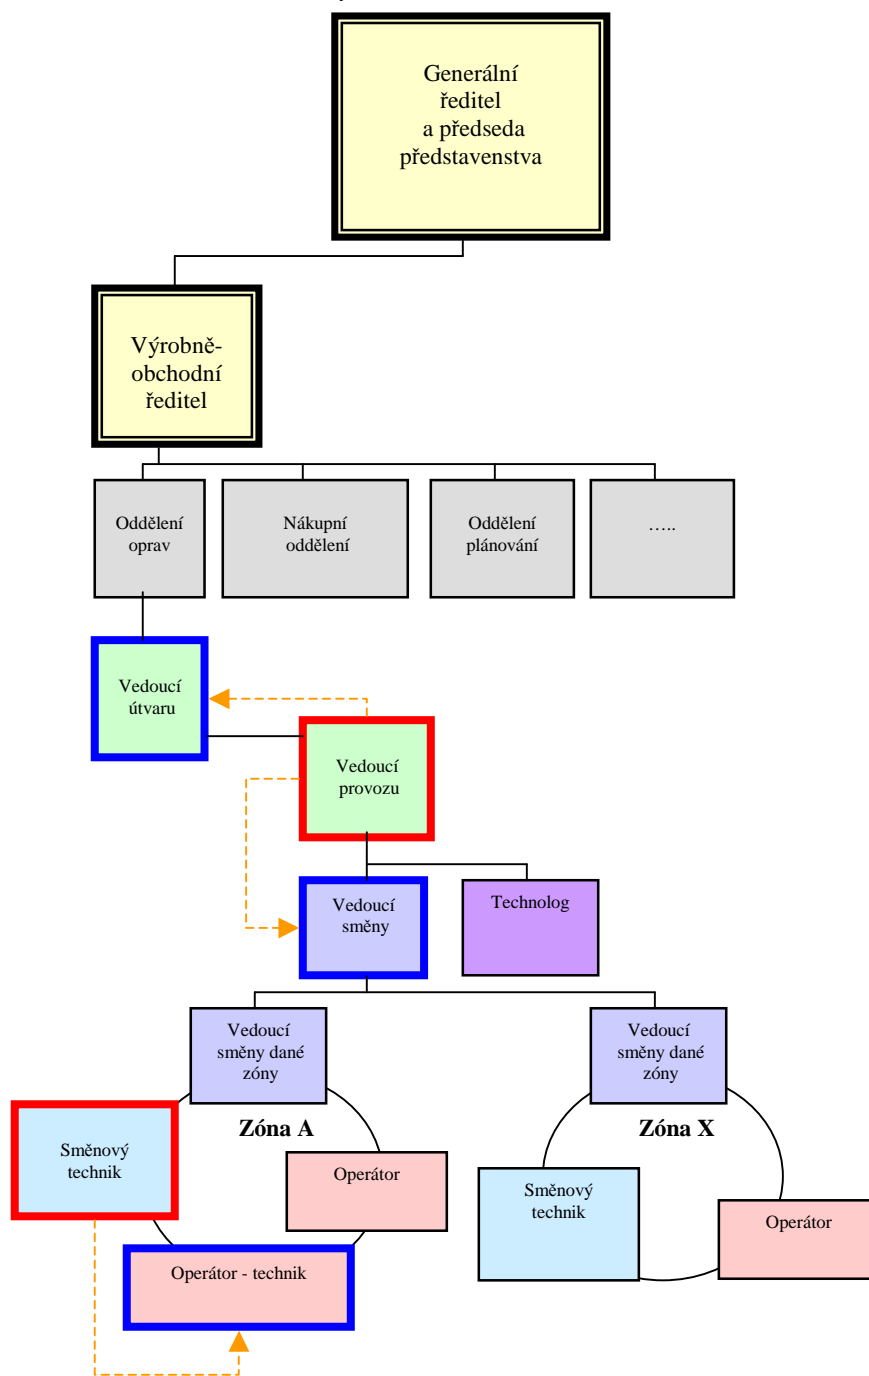 Generální
ředitel
a předseda
představenstva
Výrobně-
obchodní
ředitel
Oddělení
oprav
Nákupní
oddělení
Oddělení
plánování
…..
Vedoucí
útvaru
Vedoucí
provozu
Vedoucí
směny
Technolog
Vedoucí
směny dané
zóny
Vedoucí
směny dané
zóny
Zóna A
Zóna X
Směnový
technik
Operátor
Směnový
technik
Operátor
Operátor - technik